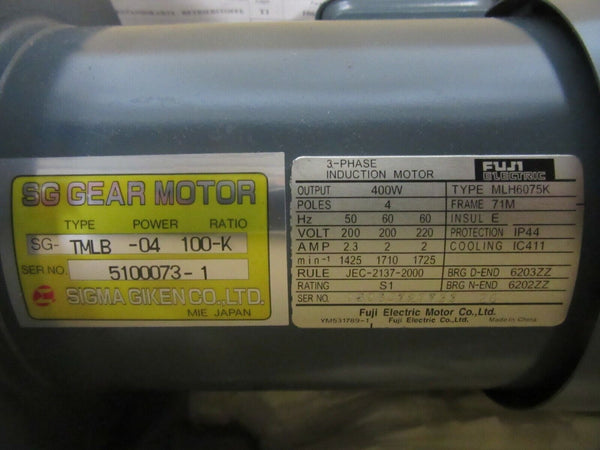 SG GEAR MOTOR
TYPE POWER RATIO
SG- TMLB -04 100-K
SER NO. 5100073-1
SIGMA GIKEN CO., LTD.
MIE JAPAN
3-PHASE
INDUCTION MOTOR
FUJI
ELECTRIC
OUTPUT 400W TYPE MLH6075K
POLES 4 FRAME 71M
Hz 50 60 60 INSUL E
VOLT 200 200 220 PROTECTION IP44
AMP 2.3 2 2 COOLING IC411
min-1 1425 1710 1725
RULE JEC-2137-2000 BRG D-END 6203ZZ
RATING S1 BRG N-END 6202ZZ
SER NO.
Fuji Electric Motor Co., Ltd.
YM531789-1 Fuji Electric Co., Ltd. Made in China